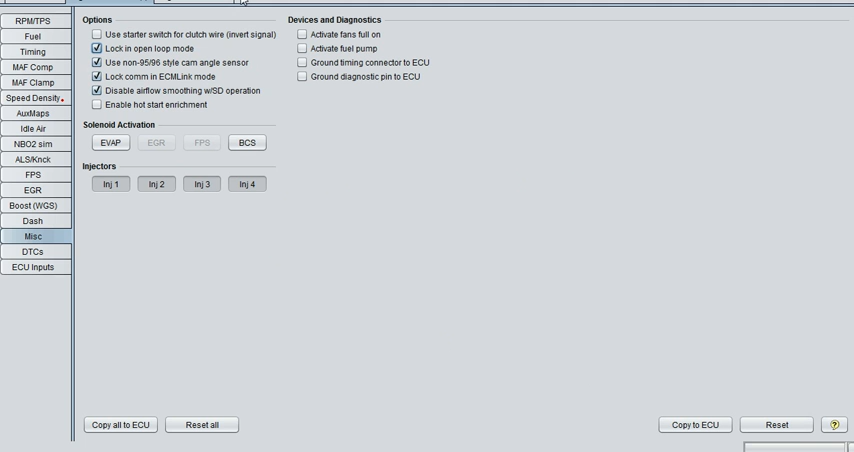 RPM/TPS
Fuel
Timing
MAF Comp
MAF Clamp
Speed Density
AuxMaps
Idle Air
NBO2 sim
ALS/Knck
FPS
EGR
Boost (WGS)
Dash
Misc
DTCs
ECU Inputs
Options
Use starter switch for clutch wire (invert signal)
Lock in open loop mode
Use non-95/96 style cam angle sensor
Lock comm in ECMLink mode
Disable airflow smoothing w/SD operation
Enable hot start enrichment
Solenoid Activation
EVAP EGR FPS BCS
Injectors
Inj 1 Inj 2 Inj 3 Inj 4
Devices and Diagnostics
Activate fans full on
Activate fuel pump
Ground timing connector to ECU
Ground diagnostic pin to ECU
Copy all to ECU Reset all Copy to ECU Reset ?